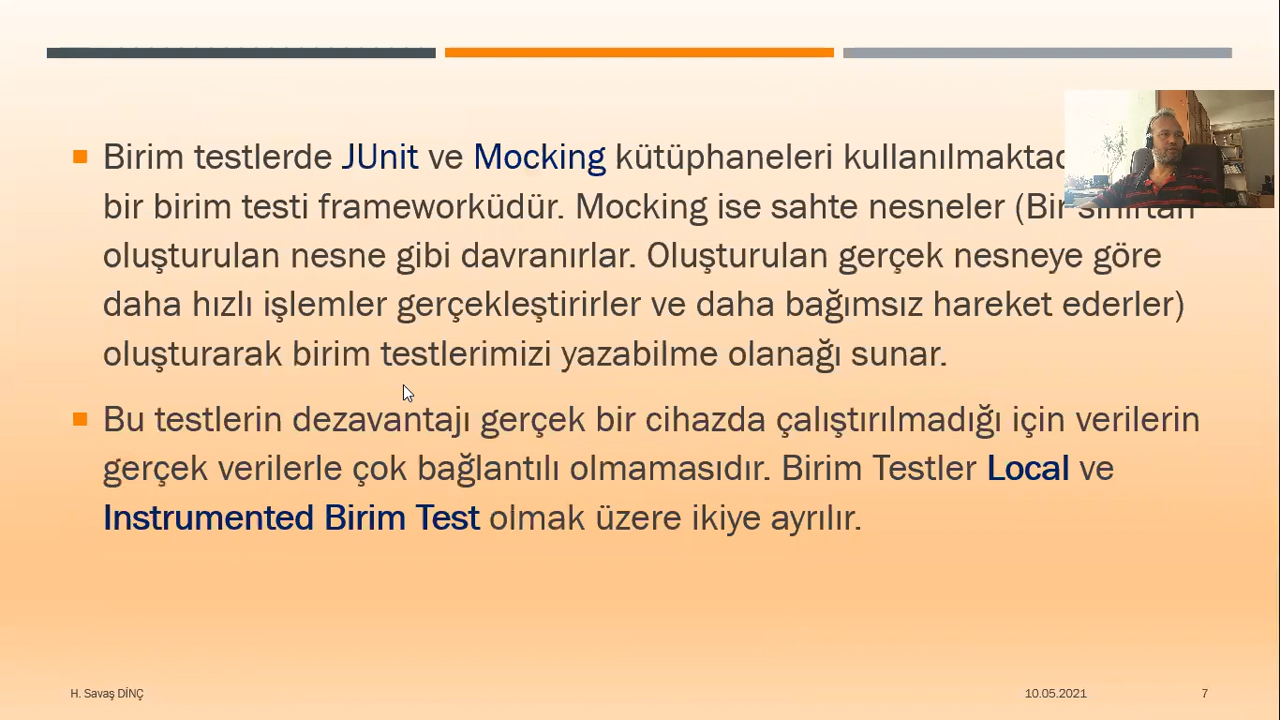 Birim testlerde JUnit ve Mocking kütüphaneleri kullanılmaktad
bir birim testi frameworküdür. Mocking ise sahte nesneler (Bir sınıftan
oluşturulan nesne gibi davranırlar. Oluşturulan gerçek nesneye göre
daha hızlı işlemler gerçekleştirirler ve daha bağımsız hareket ederler)
oluşturarak birim testlerimizi yazabilme olanağı sunar.
Bu testlerin dezavantajı gerçek bir cihazda çalıştırılmadığı için verilerin
gerçek verilerle çok bağlantılı olmamasıdır. Birim Testler Local ve
Instrumented Birim Test olmak üzere ikiye ayrılır.
H. Savaş DİNÇ
10.05.2021
7